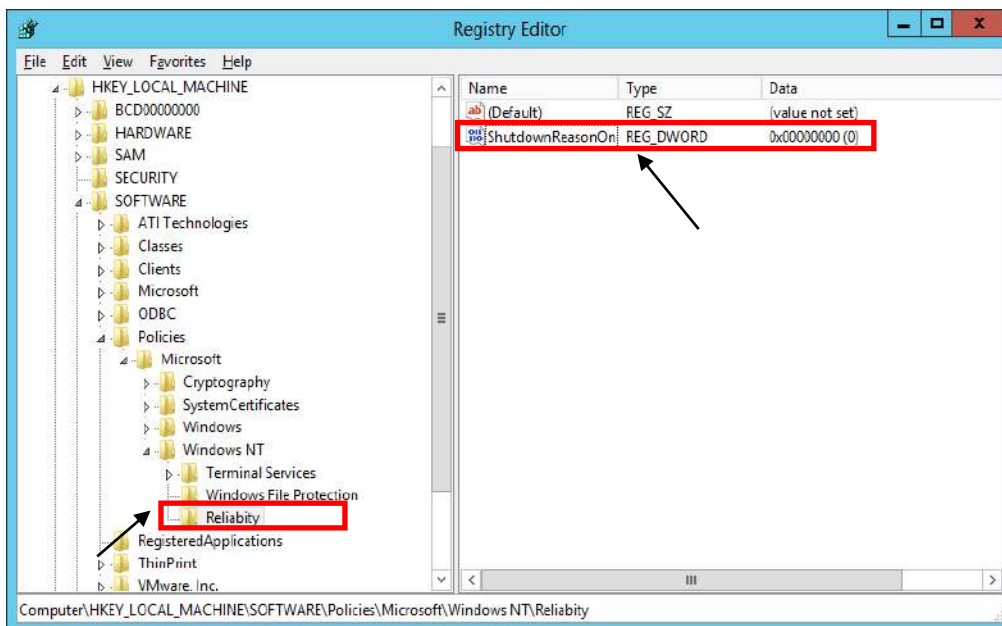 Registry Editor
File Edit View Favorites Help
HKEY_LOCAL_MACHINE
BCD00000000
HARDWARE
SAM
SECURITY
SOFTWARE
ATI Technologies
Classes
Clients
Microsoft
ODBC
Policies
Microsoft
Cryptography
SystemCertificates
Windows
Windows NT
Terminal Services
Windows File Protection
Reliabity
RegisteredApplications
ThinPrint
VMware, Inc.
Name Type Data
(Default) REG_SZ (value not set)
ShutdownReasonOn REG_DWORD 0x00000000 (0)
Computer\HKEY_LOCAL_MACHINE\SOFTWARE\Policies\Microsoft\Windows NT\Reliabity